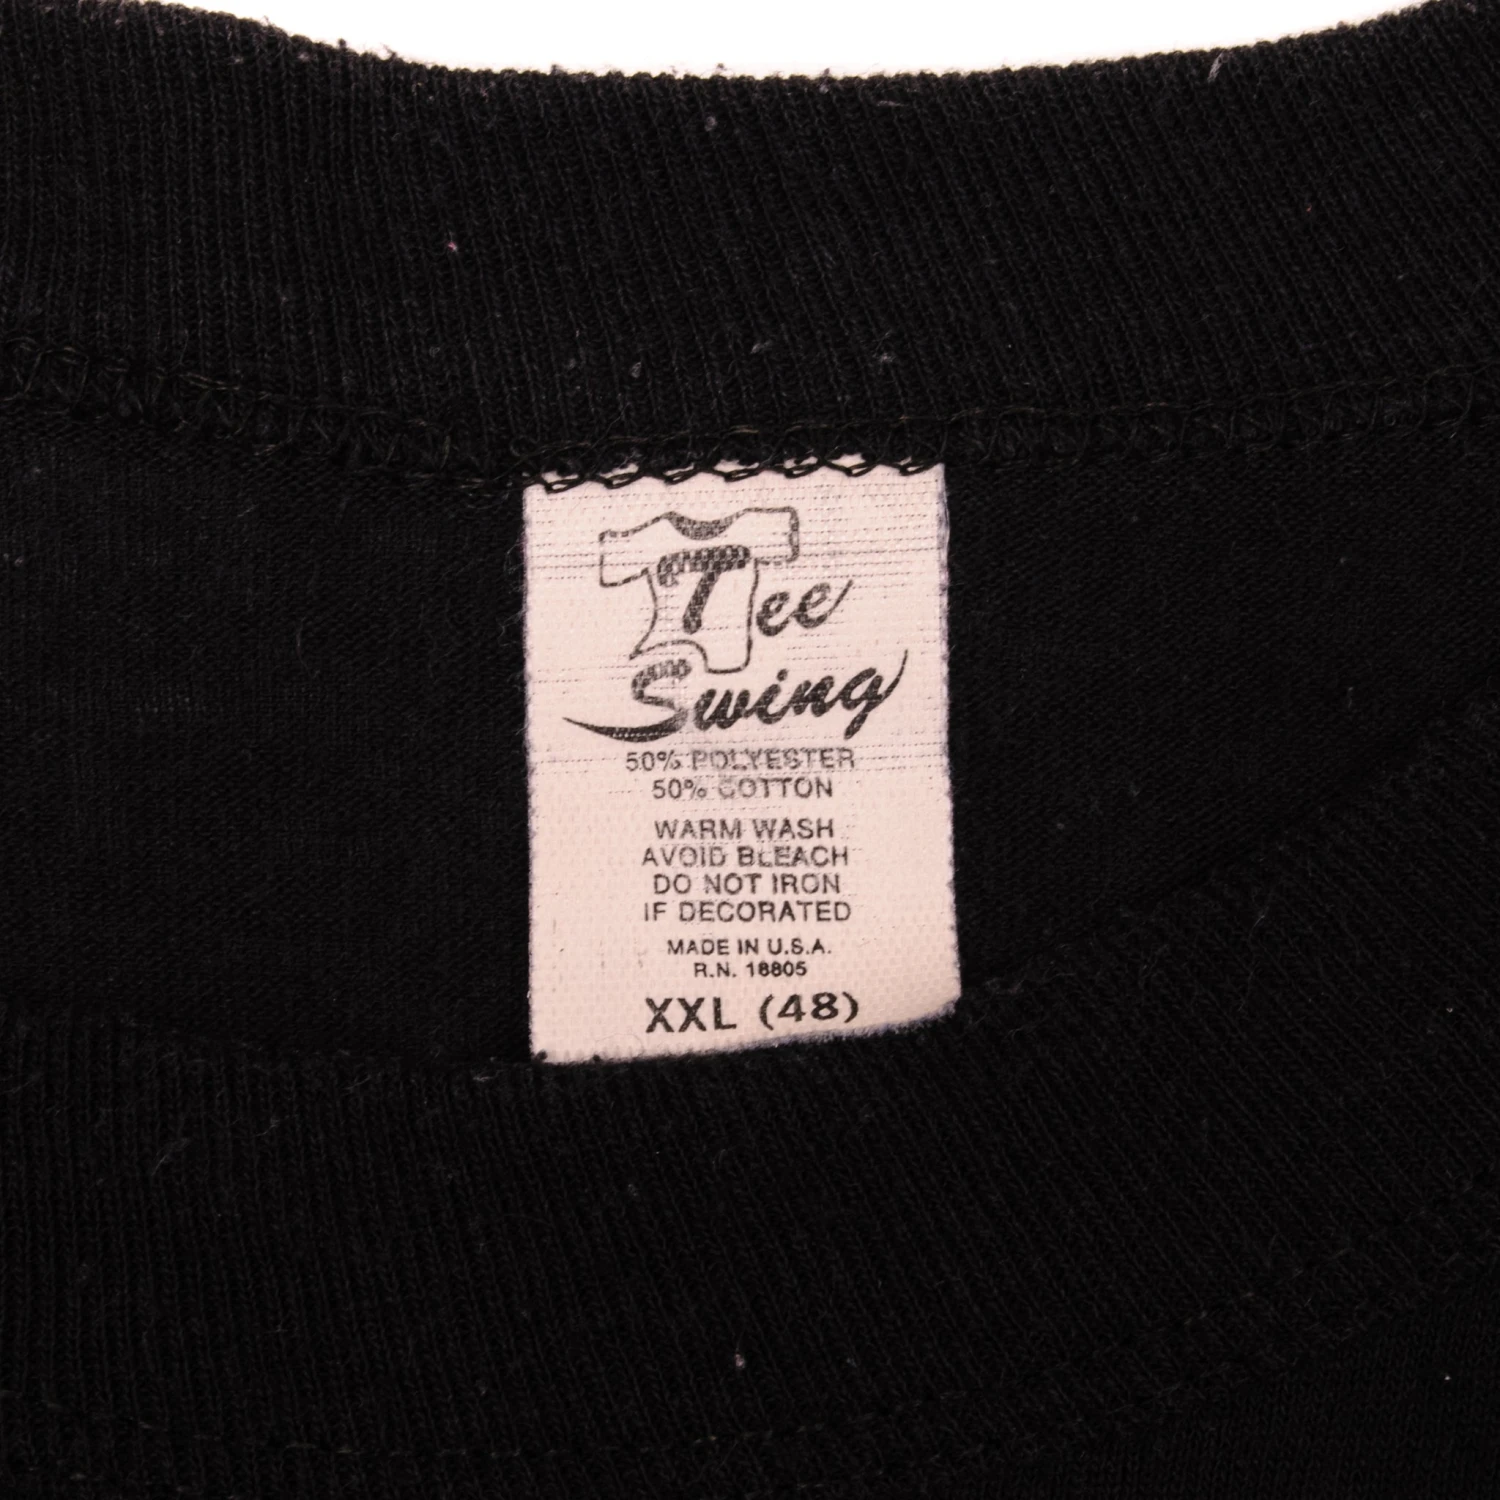 Tee
Swing
50% POLYESTER
50% COTTON
WARM WASH
AVOID BLEACH
DO NOT IRON
IF DECORATED
MADE IN U.S.A.
R.N. 18805
XXL (48)